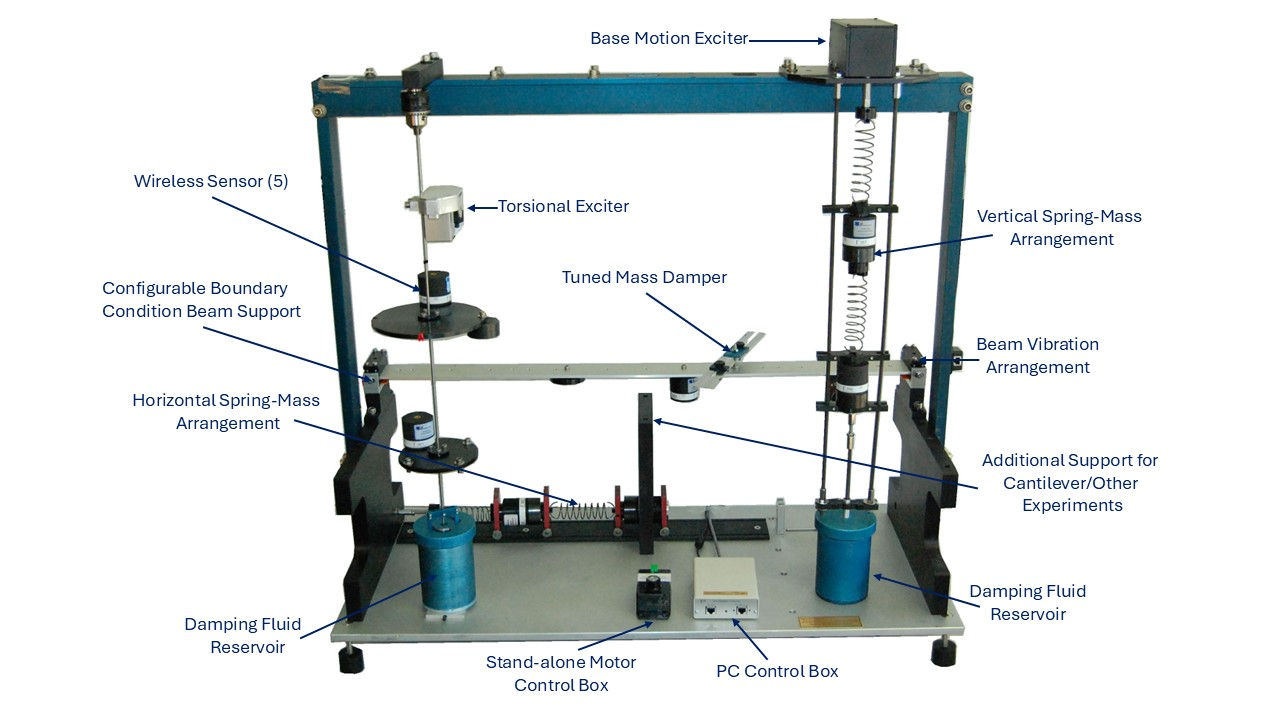 Base Motion Exciter
Wireless Sensor (5)
Torsional Exciter
Vertical Spring-Mass
Arrangement
Tuned Mass Damper
Configurable Boundary
Condition Beam Support
Beam Vibration
Arrangement
Horizontal Spring-Mass
Arrangement
Additional Support for
Cantilever/Other
Experiments
Damping Fluid
Reservoir
Damping Fluid
Reservoir
Stand-alone Motor
Control Box
PC Control Box